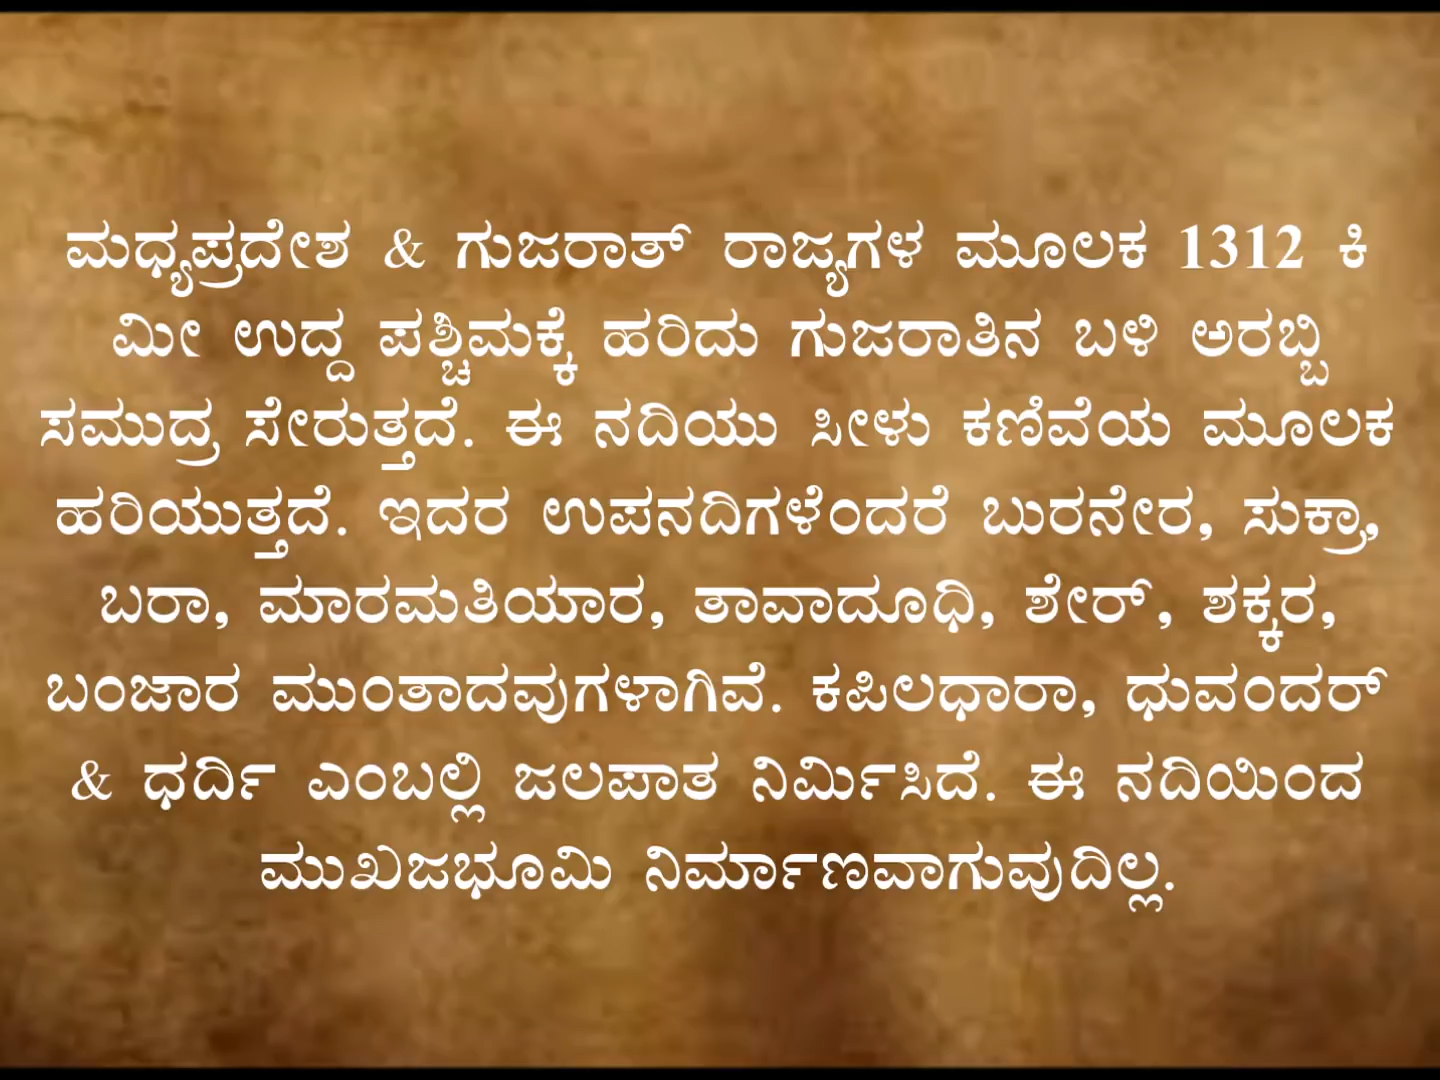 ಮಧ್ಯಪ್ರದೇಶ & ಗುಜರಾತ್ ರಾಜ್ಯಗಳ ಮೂಲಕ 1312 ಕಿ
ಮೀ ಉದ್ದ ಪಶ್ಚಿಮಕ್ಕೆ ಹರಿದು ಗುಜರಾತಿನ ಬಳಿ ಅರಬ್ಬಿ
ಸಮುದ್ರ ಸೇರುತ್ತದೆ. ಈ ನದಿಯು ಸೀಳು ಕಣಿವೆಯ ಮೂಲಕ
ಹರಿಯುತ್ತದೆ. ಇದರ ಉಪನದಿಗಳೆಂದರೆ ಬುರನೇರ, ಸುಕ್ರಾ,
ಬರಾ, ಮಾರಮತಿಯಾರ, ತಾವಾದೂಧಿ, ಶೇರ್, ಶಕ್ಕರ,
ಬಂಜಾರ ಮುಂತಾದವುಗಳಾಗಿವೆ. ಕಪಿಲಧಾರಾ, ಧುವಂದರ್
& ಧರ್ದಿ ಎಂಬಲ್ಲಿ ಜಲಪಾತ ನಿರ್ಮಿಸಿದೆ. ಈ ನದಿಯಿಂದ
ಮುಖಜಭೂಮಿ ನಿರ್ಮಾಣವಾಗುವುದಿಲ್ಲ.